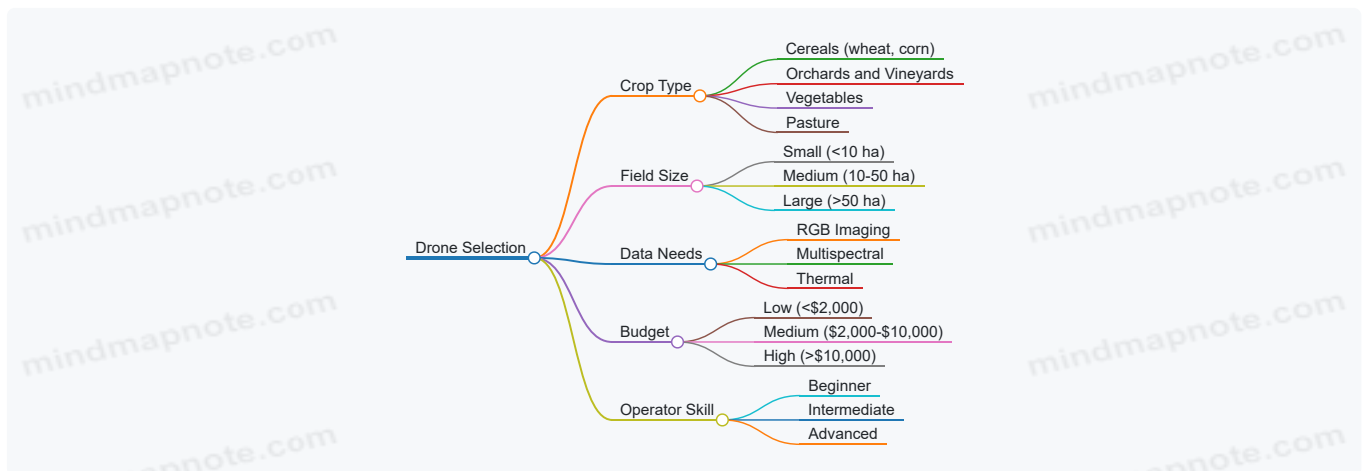 mindmapnote.com
mindmapnote.com
Cereals (wheat, corn)
Orchards and Vineyards
Crop Type
Vegetables
Pasture
mindmapnote.com
mindmapnote.com
Small (<10 ha)
Field Size
Medium (10-50 ha)
Large (>50 ha)
Drone Selection
RGB Imaging
Data Needs
Multispectral
Thermal
mindmapnote.com
mindmapnote.com
Low (<$2,000)
Budget
Medium ($2,000-$10,000)
High (>$10,000)
Beginner
Operator Skill
Intermediate
Advanced
mindmapnote.com
mindmapnote.com